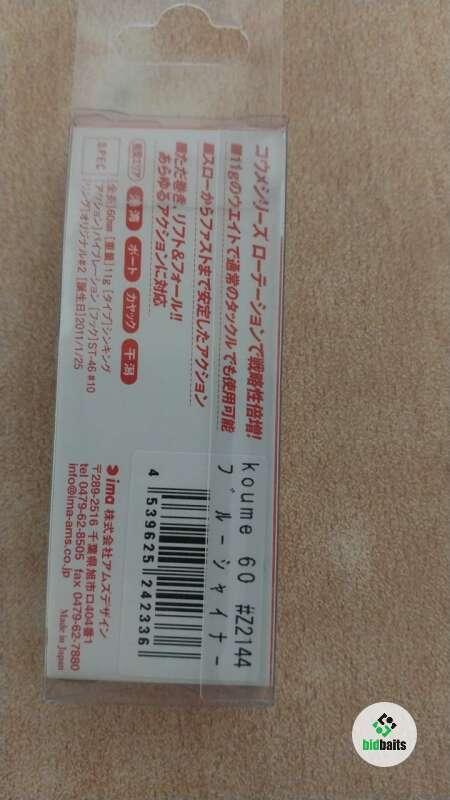 コウメシリーズ ローテーションで戦略性倍増!
■11gのウエイトで通常のタックルでも使用可能
■スローからファストまで安定したアクション
■ただ巻き、リフト&フォール!!
あらゆるアクションに対応
港湾 ボート カヤック 干潟
SPEC
[全長]60mm [重量]11g [タイプ]シンキング
[アクション]バイブレーション [フック]ST-46 #10
[リング]オリジナル#2 [誕生日]2011/1/25
koume 60 #Z2144
ブルーシャイナー
4 539625 242336
ima 株式会社アムズデザイン
〒289-2516 千葉県旭市ロ404番1
tel 0479-62-8505 fax 0479-62-7880
info@ima-ams.co.jp
Made in Japan
bidbaits